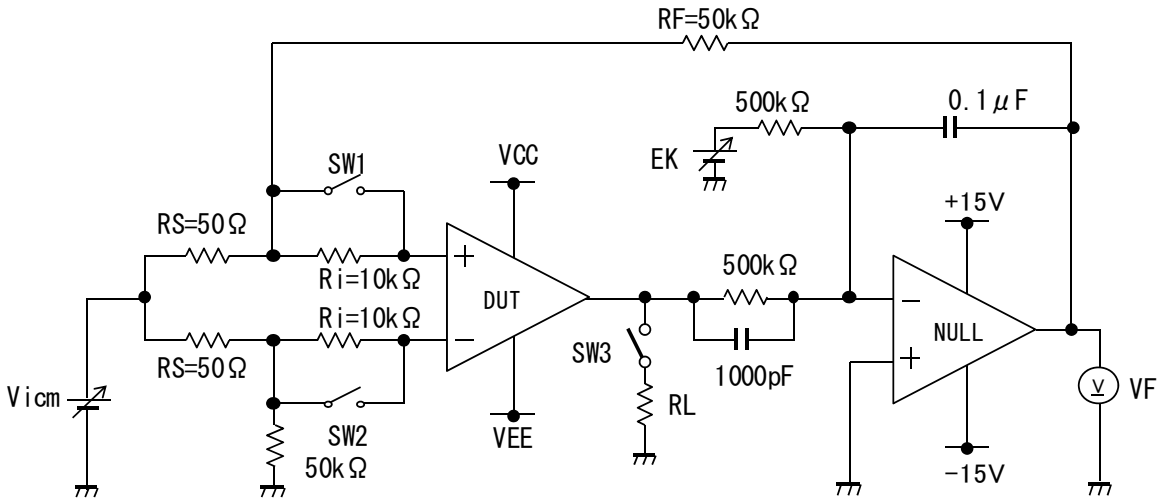 RF=50kΩ
500kΩ
0.1μF
EK
SW1
VCC
+15V
RS=50Ω
Ri=10kΩ
+
DUT
500kΩ
−
NULL
Ri=10kΩ
−
+
RS=50Ω
SW3
1000pF
Vicm
V
VF
SW2
VEE
RL
50kΩ
−15V